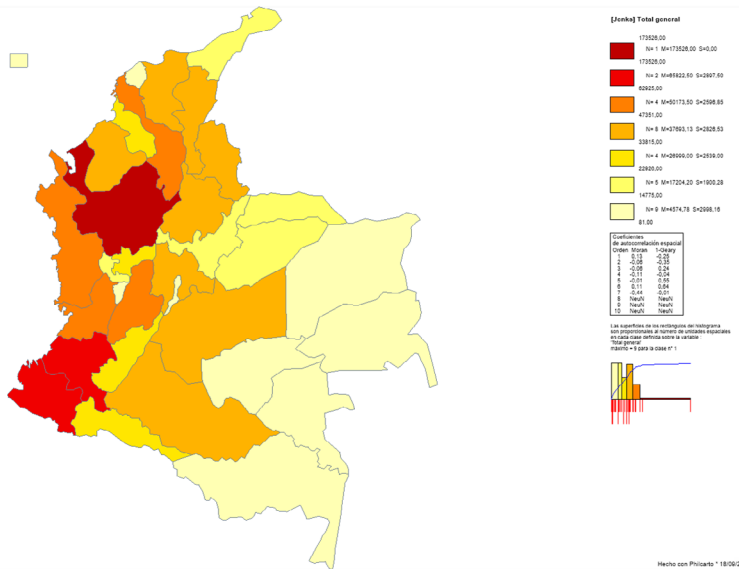 [Jenks] Total general
173526,00
N= 1 M=173526,00 S=0,00
173526,00
N= 2 M=65822,50 S=2897,50
62925,00
N= 4 M=50173,50 S=2596,85
47351,00
N= 8 M=37693,13 S=2826,53
33815,00
N= 4 M=26999,00 S=2539,00
22926,00
N= 5 M=17204,20 S=1900,28
14775,00
N= 9 M=4574,78 S=2998,16
81,00
Coeficientes
de autocorrelación espacial
Orden Moran 1-Geary
1 0,13 -0,25
2 -0,08 -0,35
3 -0,08 0,24
4 -0,11 -0,04
5 -0,01 0,55
6 0,11 0,64
7 -0,44 -0,01
8 NeuN NeuN
9 NeuN NeuN
10 NeuN NeuN
Las superficies de los rectángulos del histograma
son proporcionales al número de unidades espaciales
en cada clase definida sobre la variable :
'Total general'
máximo = 9 para la clase n° 1
Hecho con Philcarto * 18/09/2